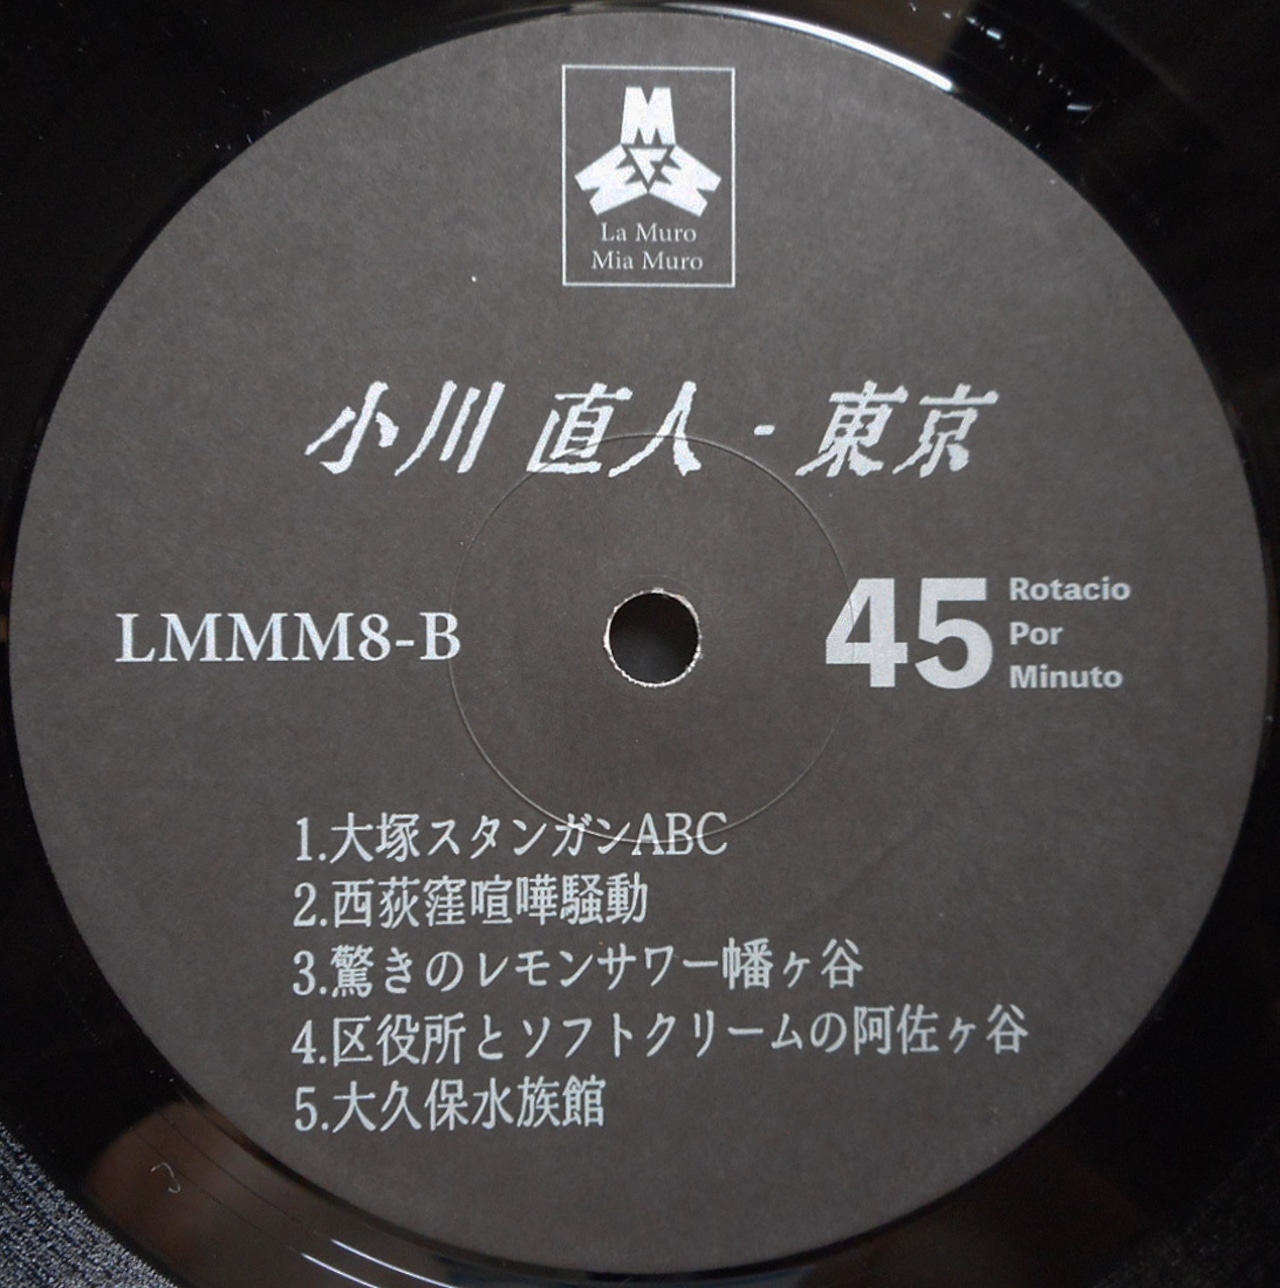 La Muro
Mia Muro
小川 直人 - 東京
LMMM8-B
45
Rotacio
Por
Minuto
1.大塚スタンガンABC
2.西荻窪喧嘩騒動
3.驚きのレモンサワー幡ヶ谷
4.区役所とソフトクリームの阿佐ヶ谷
5.大久保水族館